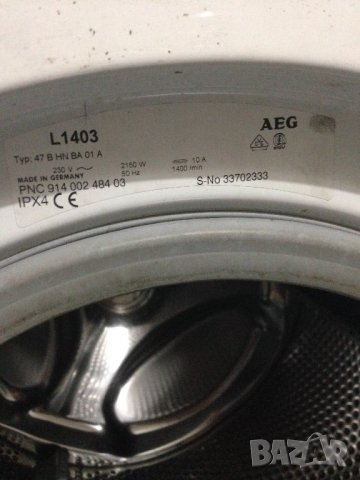 L1403
AEG
Typ. 47 B HN BA 01 A
230 V ~ 2150 W 10 A
MADE IN GERMANY 50 Hz 1400 /min
PNC 914 002 484 03 S-No 33702333
IPX4 CE
BAZAR